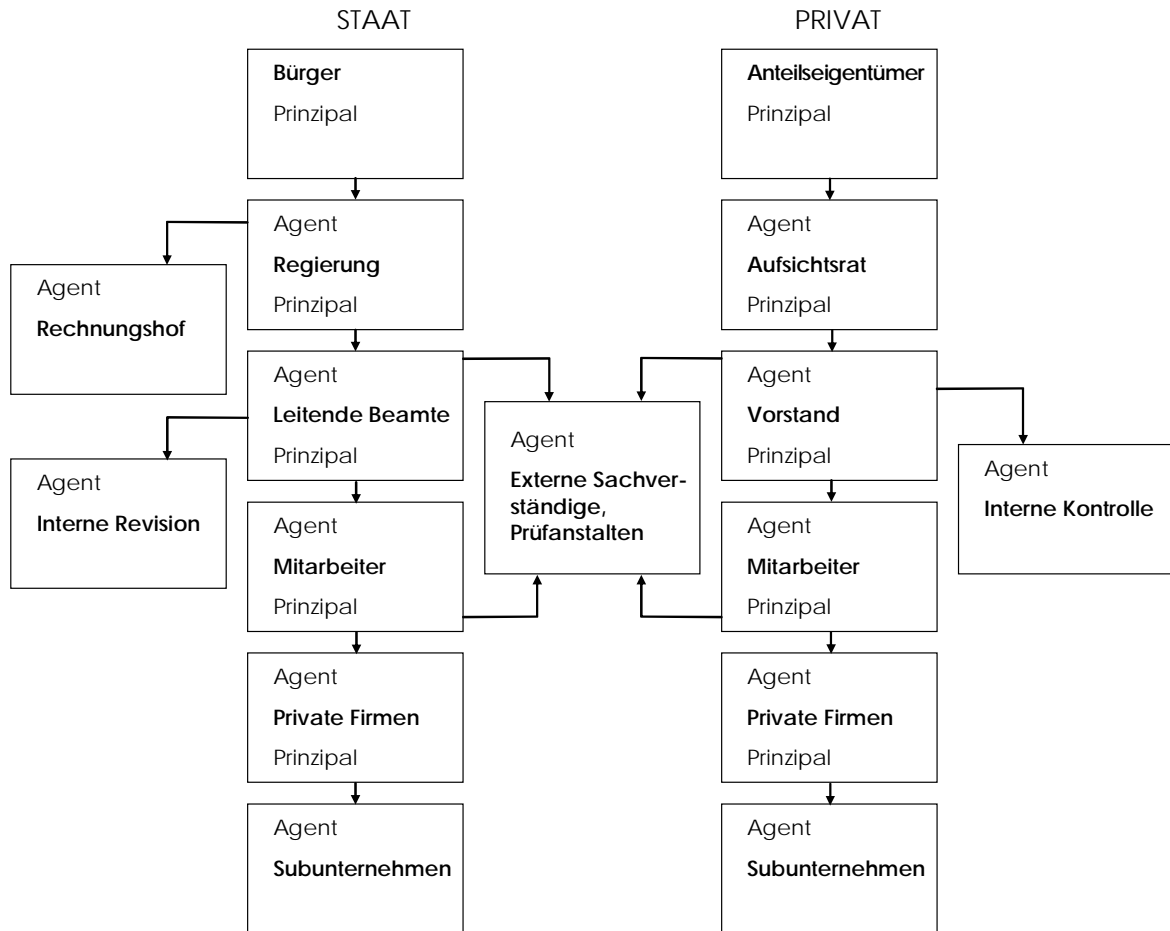 STAAT
PRIVAT
Bürger
Prinzipal
Anteilseigentümer
Prinzipal
Agent
Regierung
Prinzipal
Agent
Aufsichtsrat
Prinzipal
Agent
Rechnungshof
Agent
Leitende Beamte
Prinzipal
Agent
Externe Sachver-
ständige,
Prüfanstalten
Agent
Vorstand
Prinzipal
Agent
Interne Revision
Agent
Interne Kontrolle
Agent
Mitarbeiter
Prinzipal
Agent
Mitarbeiter
Prinzipal
Agent
Private Firmen
Prinzipal
Agent
Private Firmen
Prinzipal
Agent
Subunternehmen
Agent
Subunternehmen